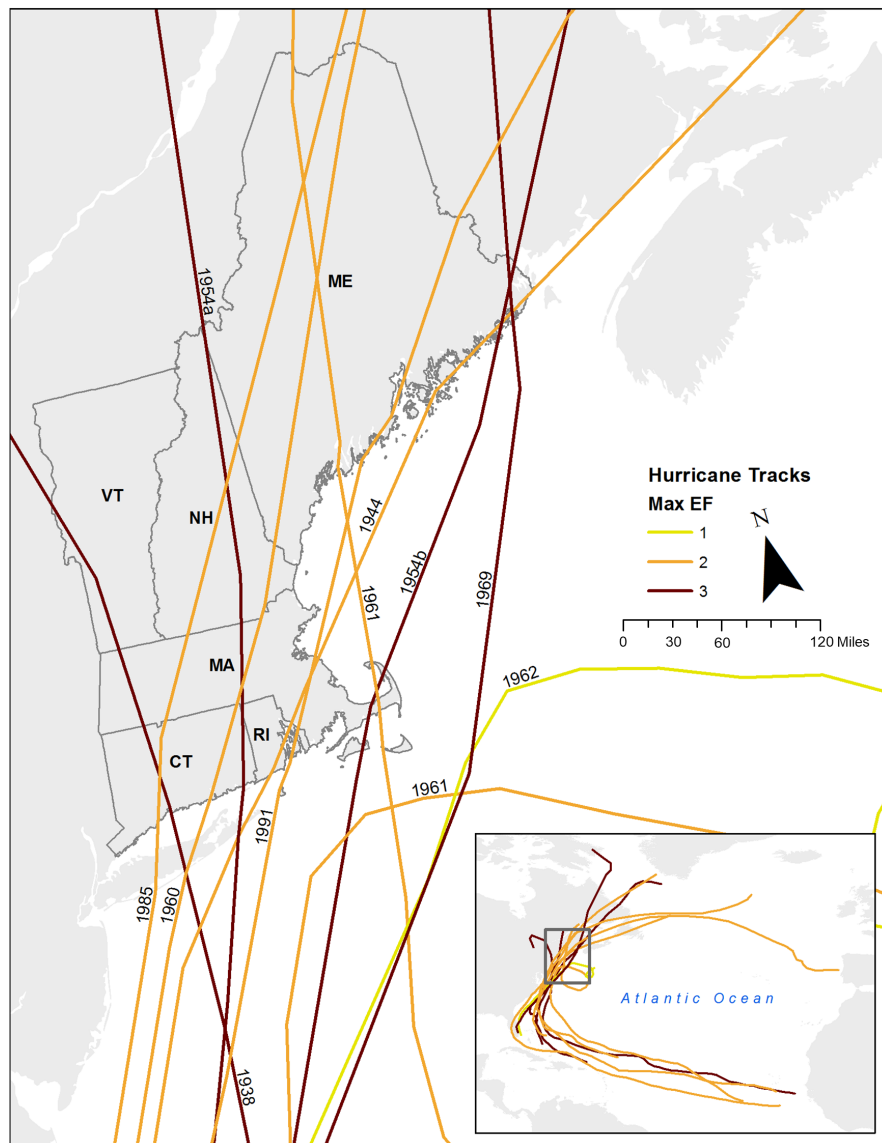 1954a
ME
VT
NH
1944
1954b
1969
1961
Hurricane Tracks
Max EF
N
1
2
3
0 30 60 120 Miles
MA
1962
RI
CT
1961
1991
1985
1960
1938
Atlantic Ocean